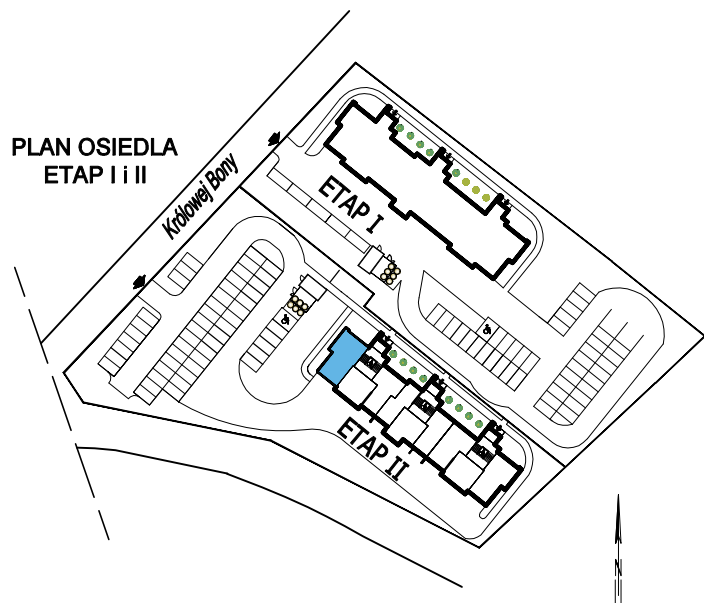 PLAN OSIEDLA
ETAP I i II
Królowej Bony
ETAP I
ETAP II
N